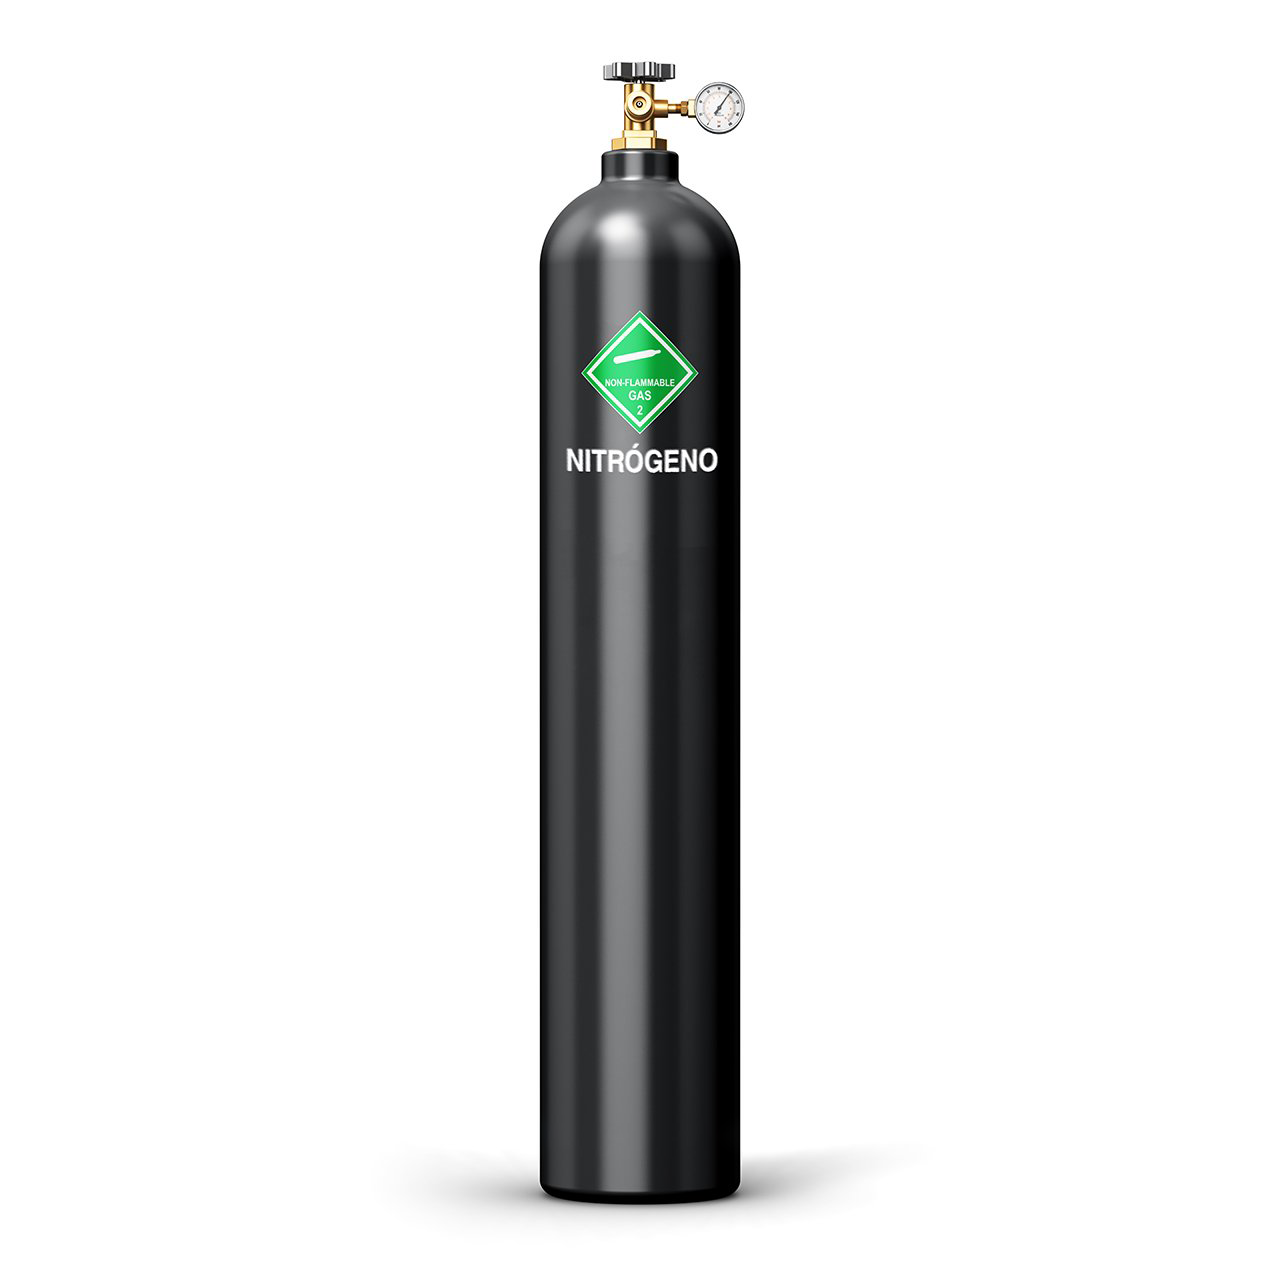 NON-FLAMMABLE
GAS
2
NITRÓGENO